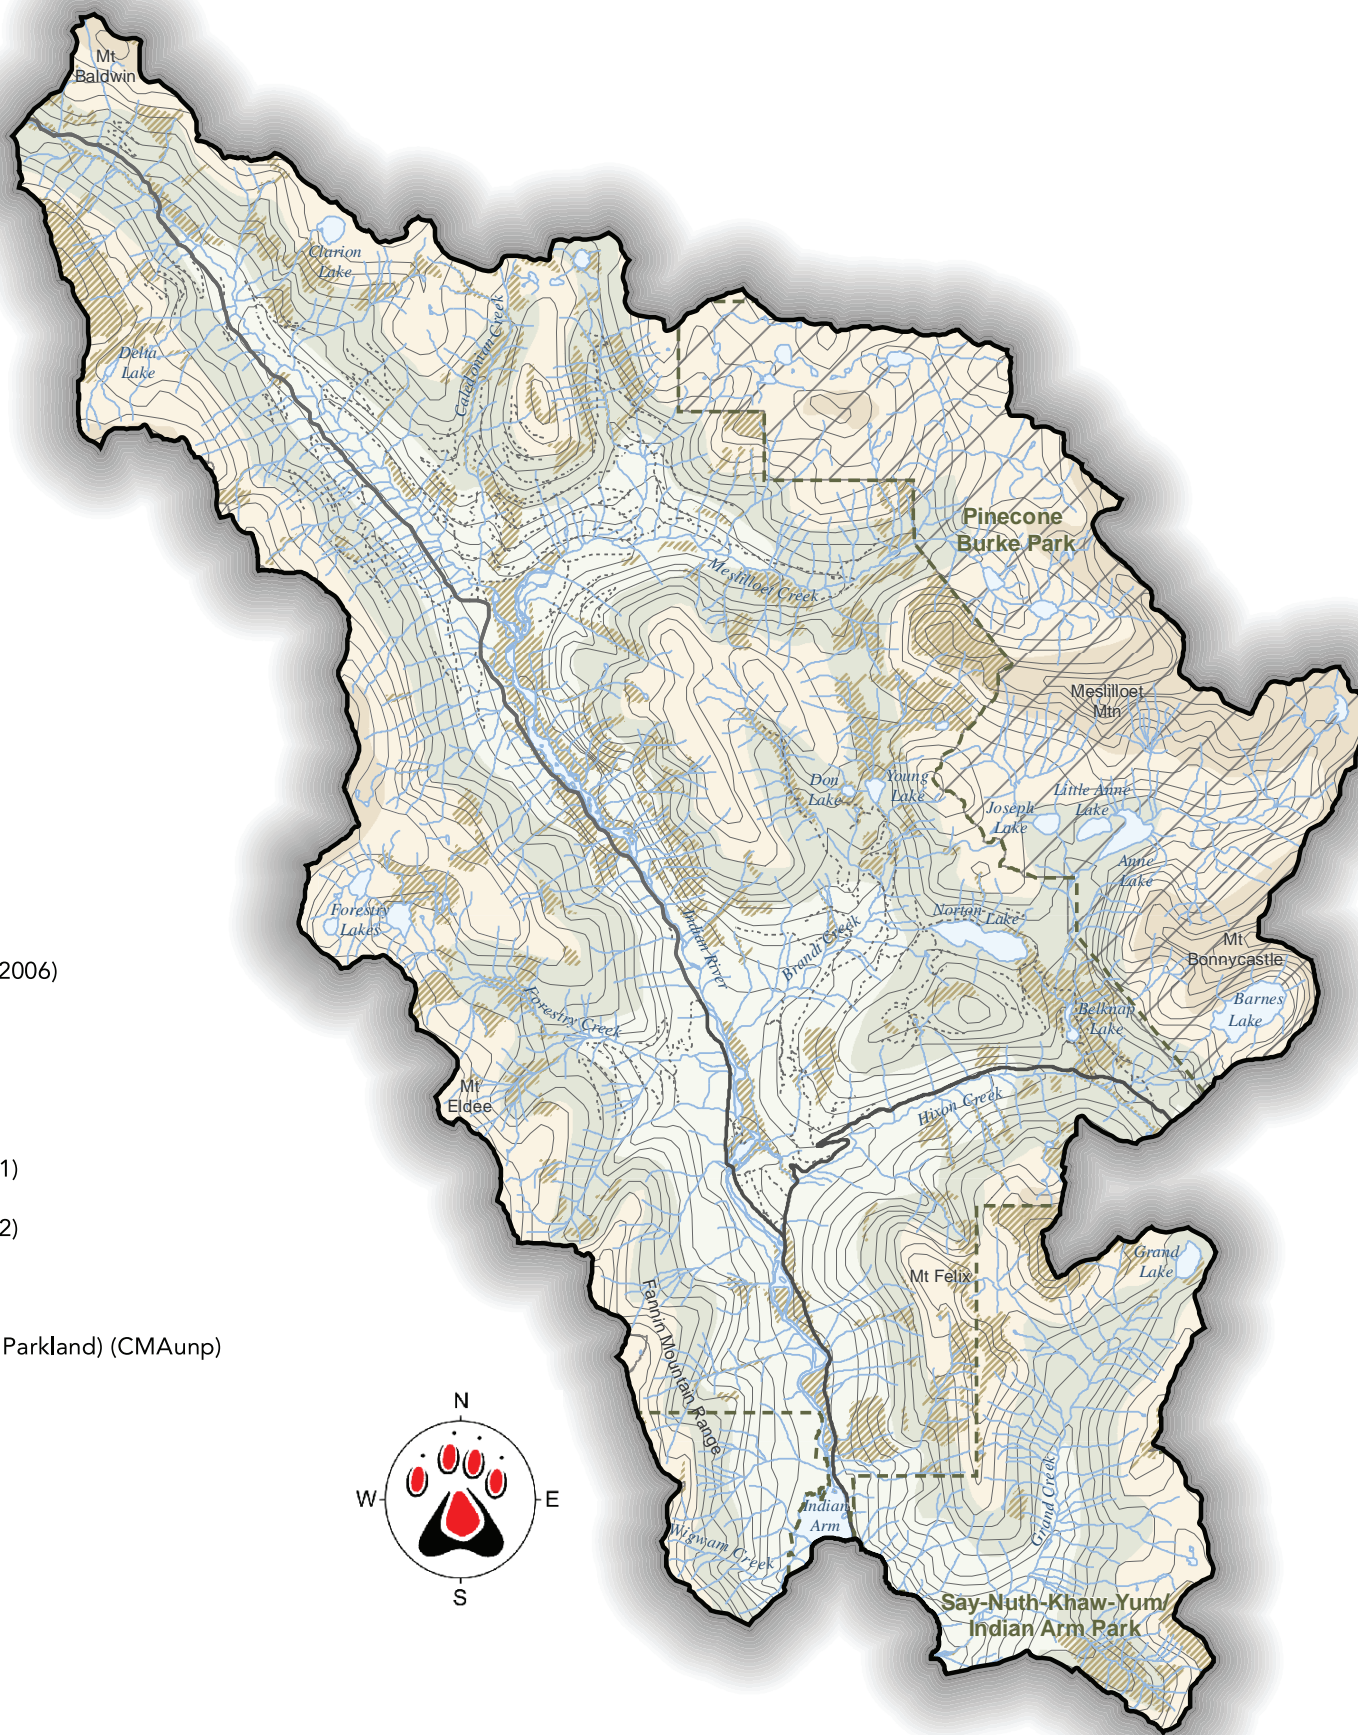 Mt
Baldwin
Clarion
Lake
Delta
Lake
Caledonian Creek
Pinecone
Burke Park
Meslilloet Creek
Meslilloet
Mtn
Don
Lake
Young
Lake
Little Anne
Lake
Joseph
Lake
Anne
Lake
Forestry
Lakes
Norton Lake
Indian River
Brandt Creek
Mt
Bonnycastle
2006)
Barnes
Lake
Forestry Creek
Belknap
Lake
Mt
Eldee
Hixon Creek
1)
2)
Grand
Lake
Mt Felix
Fannin Mountain Range
Parkland) (CMAunp)
N
W
E
S
Grand Creek
Indian
Arm
Wigwam Creek
Say-Nuth-Khaw-Yum/
Indian Arm Park